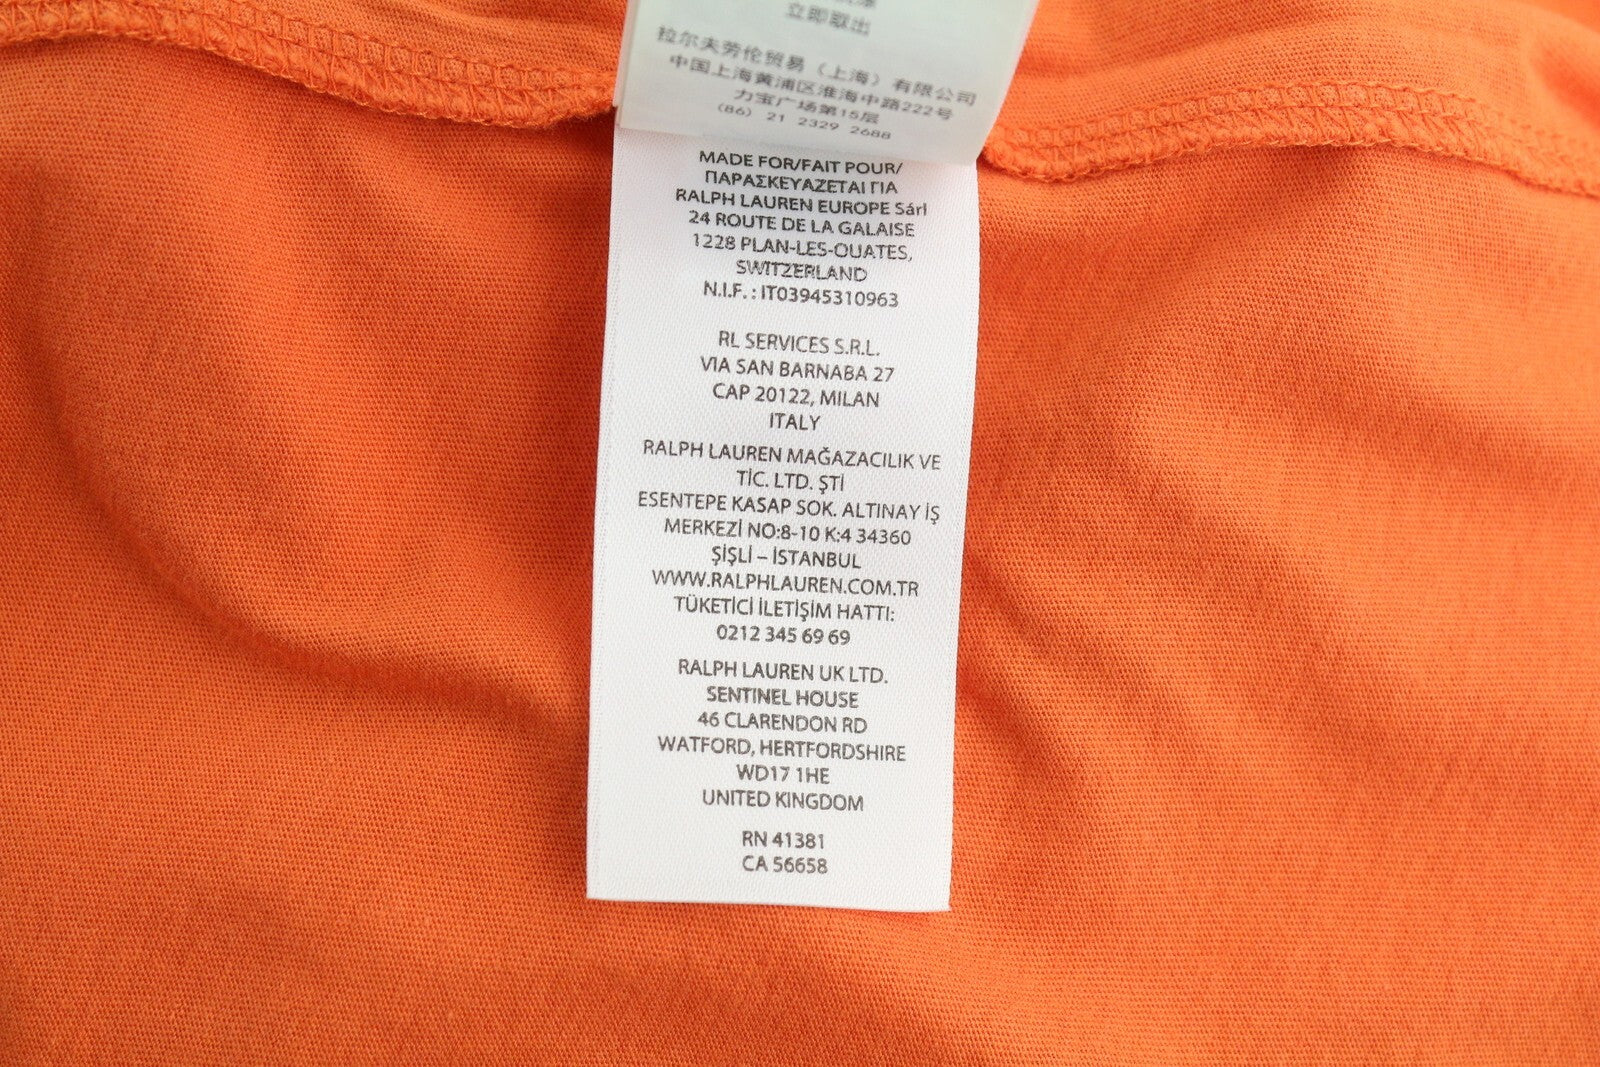 立即取出
拉尔夫劳伦贸易（上海）有限公司
中国上海黄浦区淮海中路222号
力宝广场第15层
(86) 21 2329 2688
MADE FOR/FAIT POUR/
ΠΑΡΑΣΚΕΥΑΖΕΤΑΙ ΓΙΑ
RALPH LAUREN EUROPE Sárl
24 ROUTE DE LA GALAISE
1228 PLAN-LES-OUATES,
SWITZERLAND
N.I.F. : IT03945310963
RL SERVICES S.R.L.
VIA SAN BARNABA 27
CAP 20122, MILAN
ITALY
RALPH LAUREN MAĞAZACILIK VE
TİC. LTD. ŞTİ
ESENTEPE KASAP SOK. ALTINAY İŞ
MERKEZİ NO:8-10 K:4 34360
ŞİŞLİ – İSTANBUL
WWW.RALPHLAUREN.COM.TR
TÜKETİCİ İLETİŞİM HATTI:
0212 345 69 69
RALPH LAUREN UK LTD.
SENTINEL HOUSE
46 CLARENDON RD
WATFORD, HERTFORDSHIRE
WD17 1HE
UNITED KINGDOM
RN 41381
CA 56658